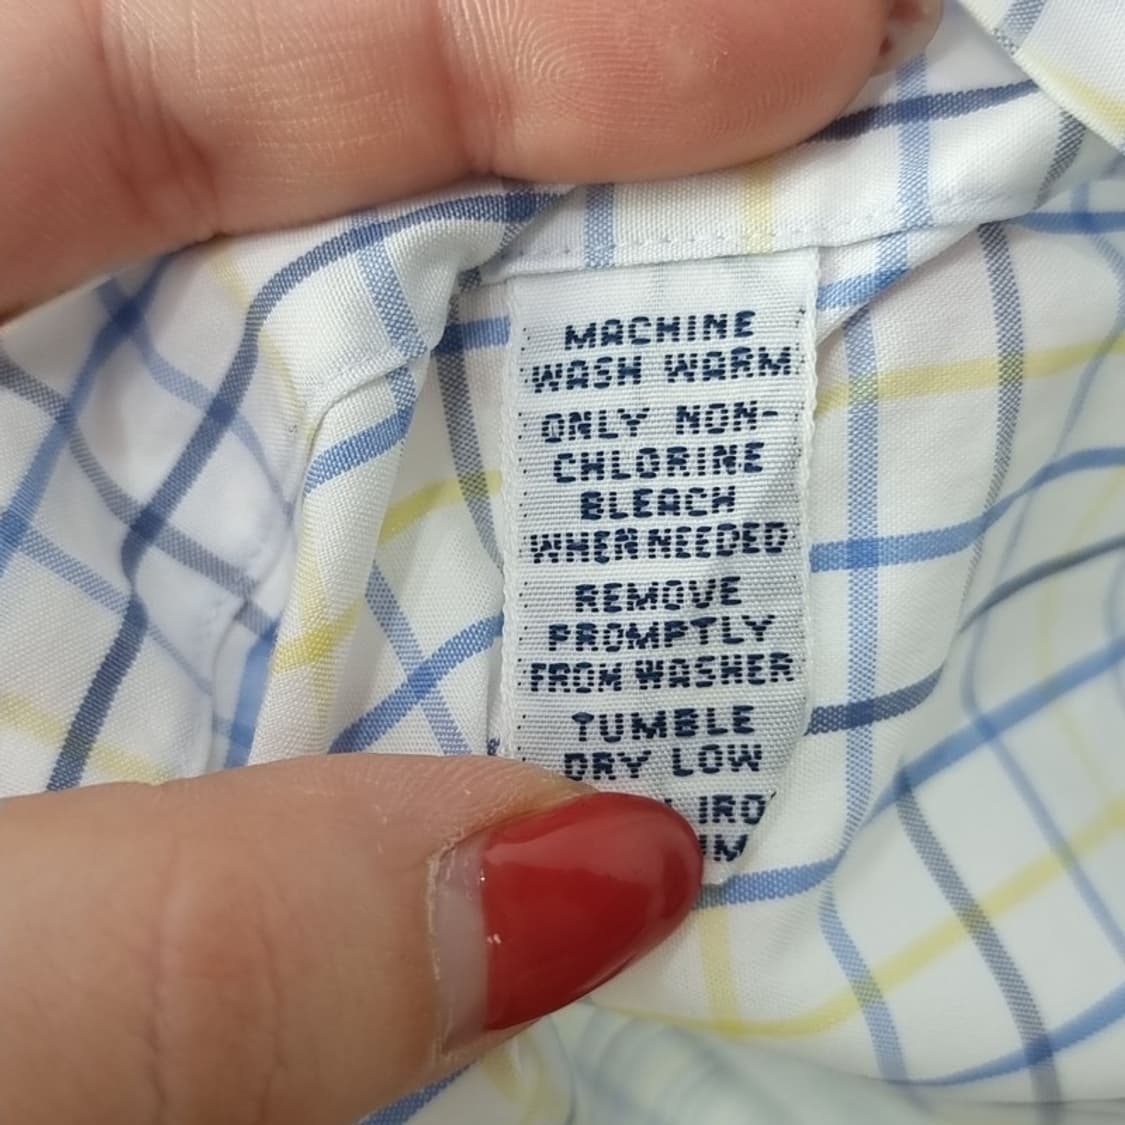 MACHINE
WASH WARM
ONLY NON-
CHLORINE
BLEACH
WHEN NEEDED
REMOVE
PROMPTLY
FROM WASHER
TUMBLE
DRY LOW